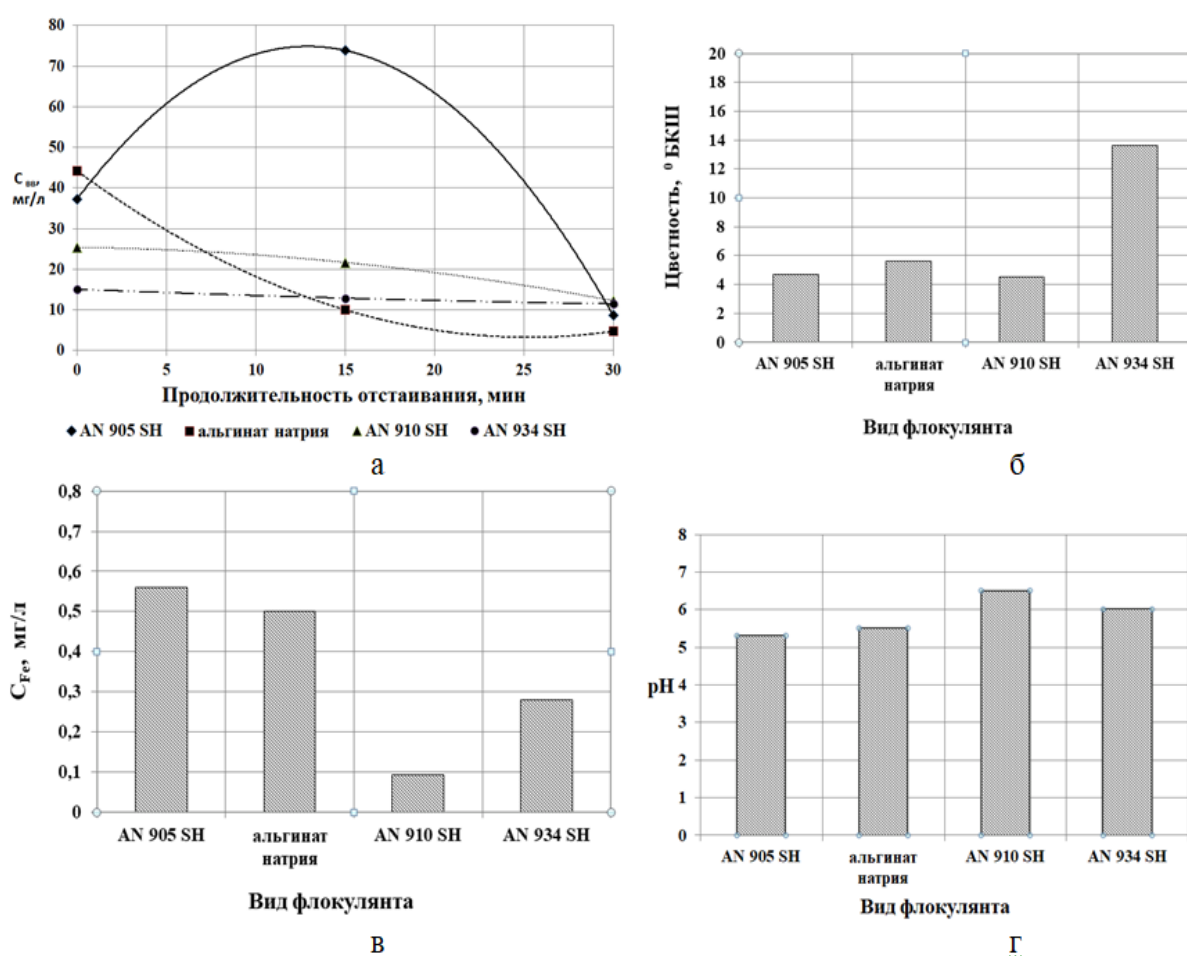 80
70
60
50
40
30
20
10
0
С вв,
мг/л
0 5 10 15 20 25 30
Продолжительность отстаивания, мин
AN 905 SH альгинат натрия AN 910 SH AN 934 SH
а
20
18
16
14
12
10
8
6
4
2
0
Цветность, ⁰ БКШ
AN 905 SH альгинат AN 910 SH AN 934 SH
натрия
Вид флокулянта
б
0,8
0,7
0,6
0,5
0,4
0,3
0,2
0,1
0
CFe, мг/л
AN 905 SH альгинат AN 910 SH AN 934 SH
натрия
Вид флокулянта
в
8
7
6
5
4
3
2
1
0
pH
AN 905 SH альгинат AN 910 SH AN 934 SH
натрия
Вид флокулянта
г